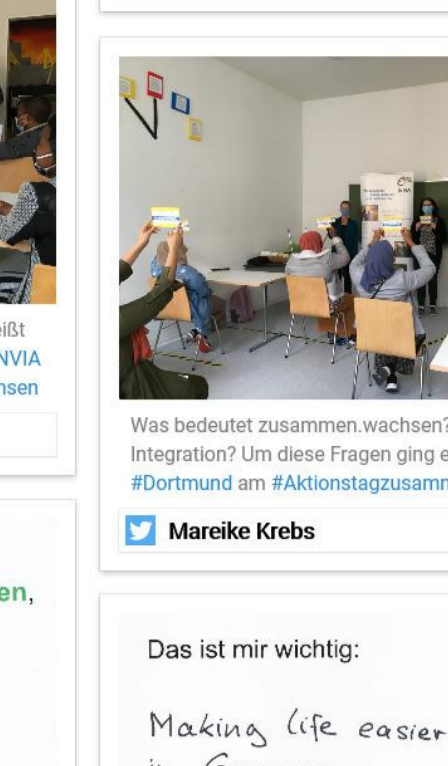 eißt
NVIA
nsen
en,
Was bedeutet zusammen.wachsen?
Integration? Um diese Fragen ging e
#Dortmund am #Aktionstagzusamm
Mareike Krebs
Das ist mir wichtig:
Making life easier